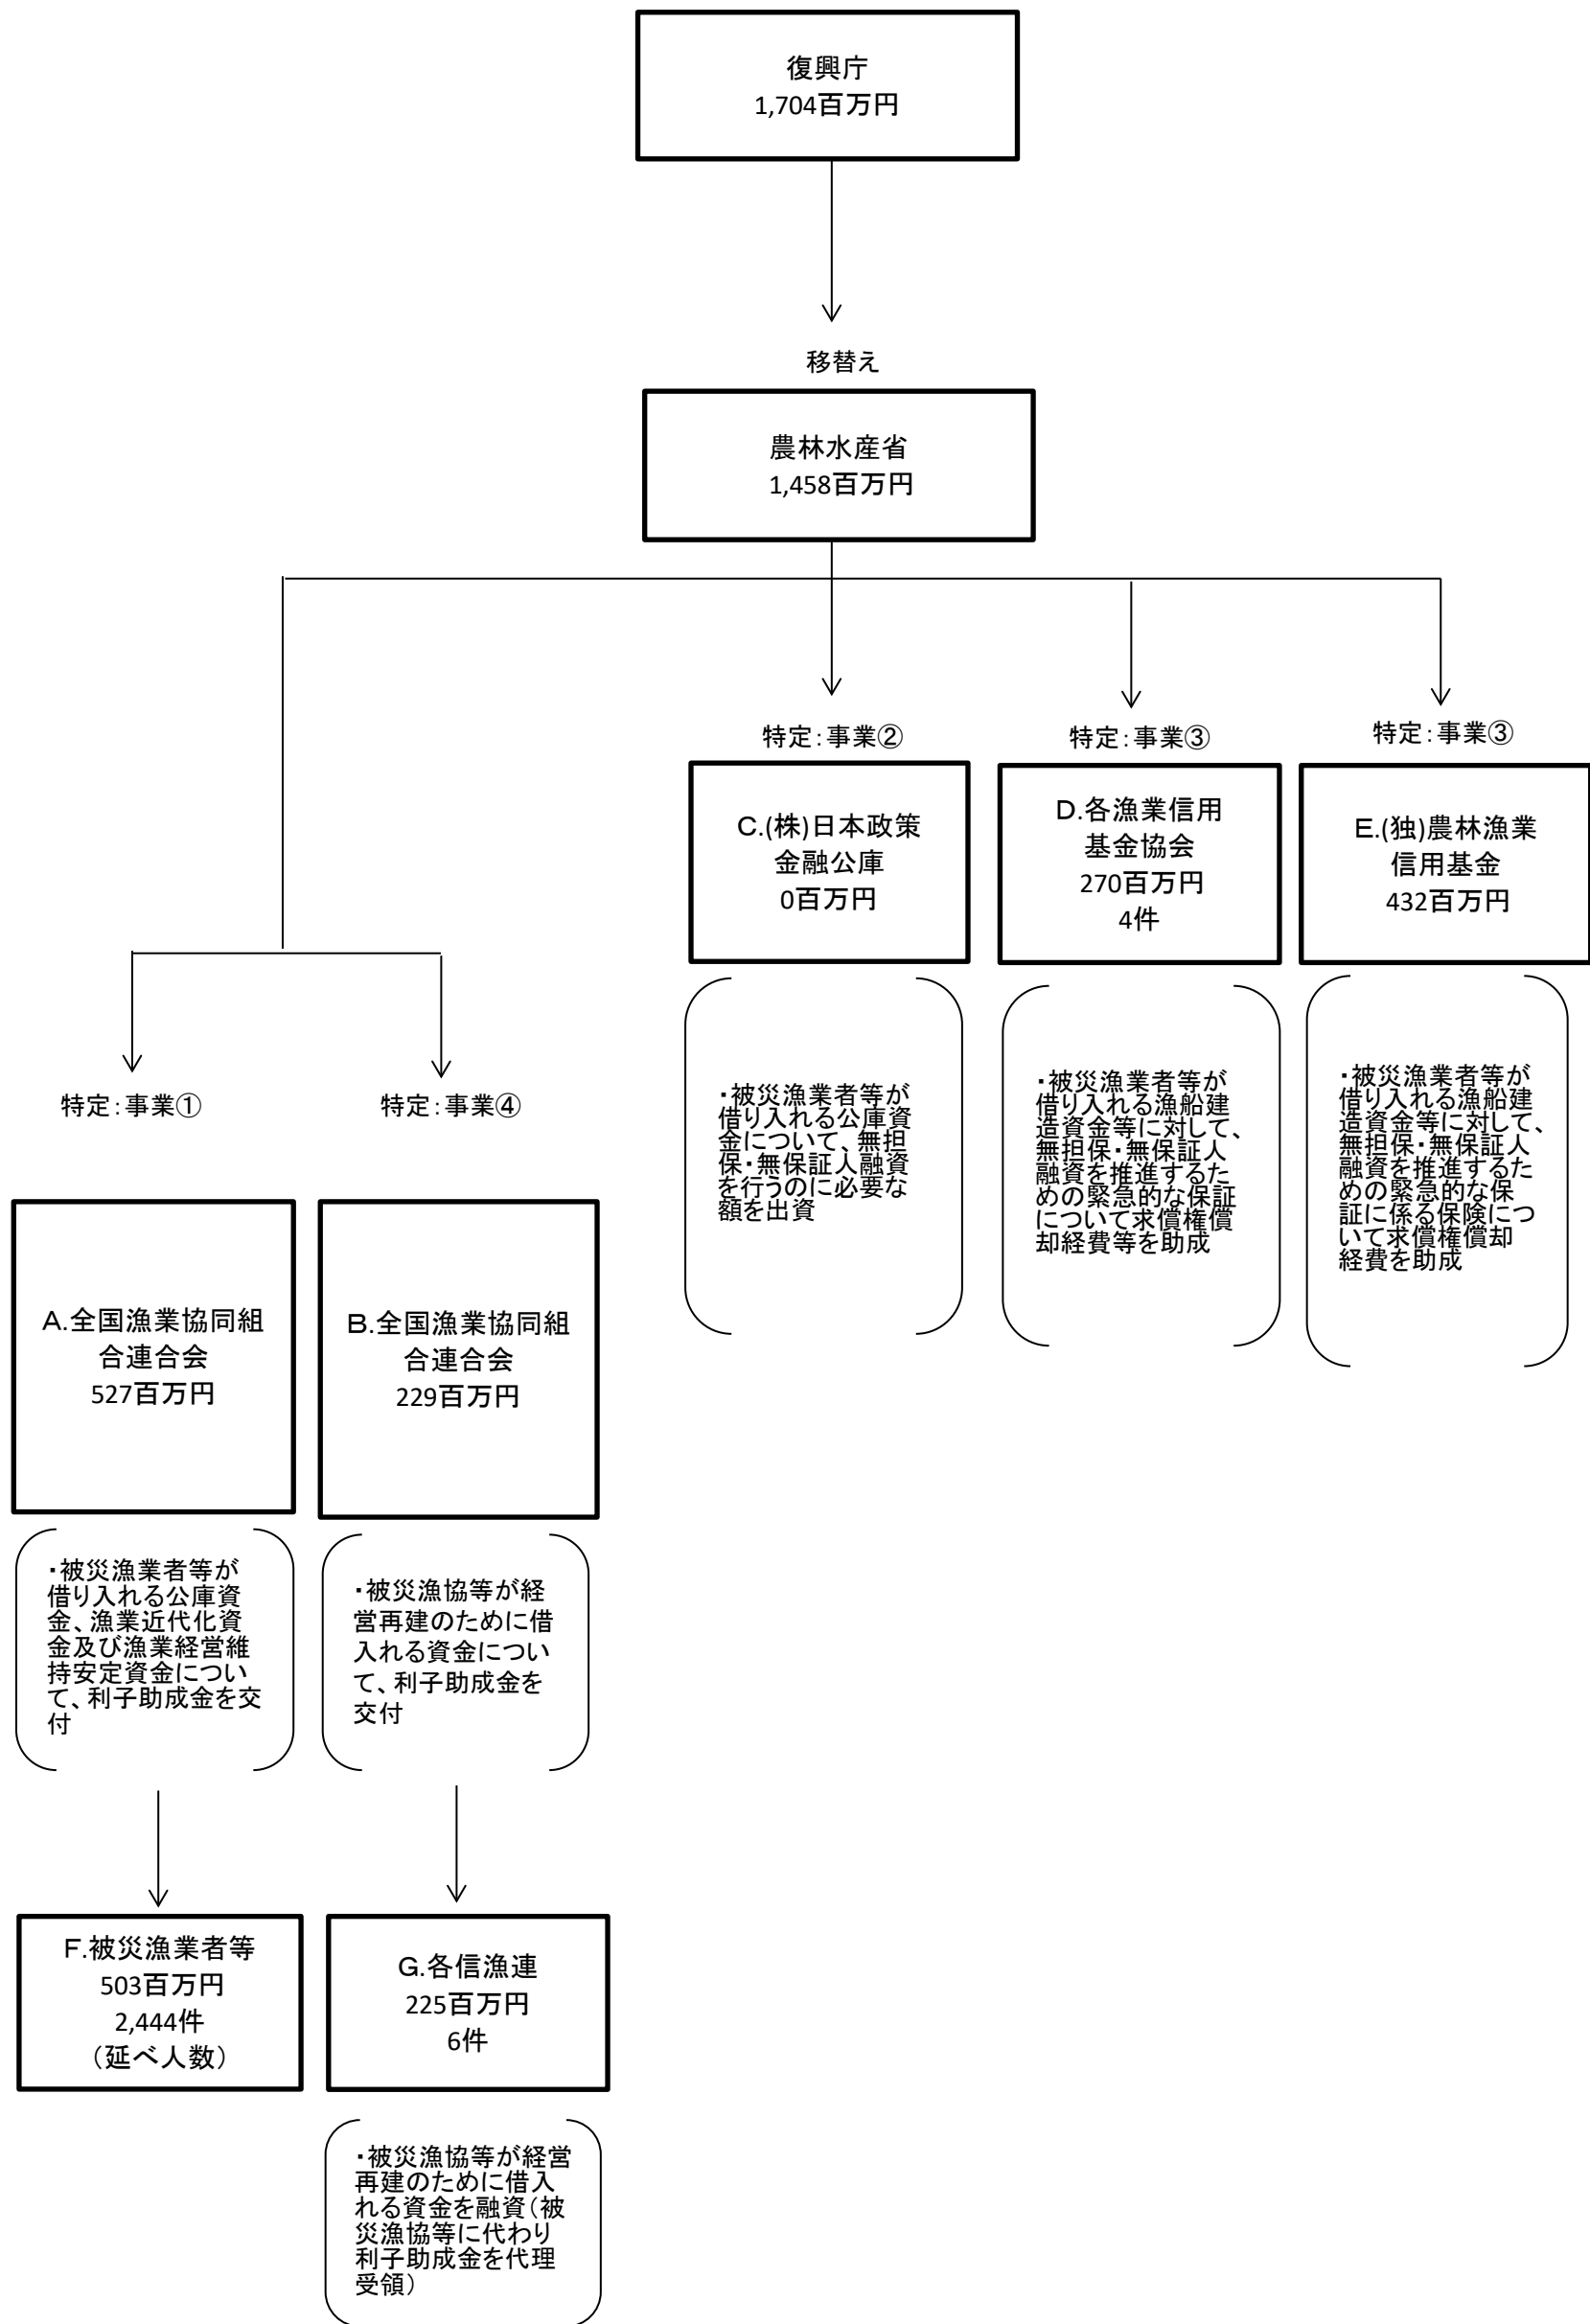 復興庁
1,704百万円
移替え
農林水産省
1,458百万円
特定：事業②
C.(株)日本政策
金融公庫
0百万円
・被災漁業者等が
借り入れる公庫資
金について、無担
保・無保証人融資
を行うのに必要な
額を出資
特定：事業③
D.各漁業信用
基金協会
270百万円
4件
・被災漁業者等が
借り入れる漁船建
造資金等に対して、
無担保・無保証人
融資を推進するた
めの緊急的な保証
について求償権償
却経費等を助成
特定：事業③
E.(独)農林漁業
信用基金
432百万円
・被災漁業者等が
借り入れる漁船建
造資金等に対して、
無担保・無保証人
融資を推進するた
めの緊急的な保
証に係る保険につ
いて求償権償却
経費を助成
特定：事業①
A.全国漁業協同組
合連合会
527百万円
・被災漁業者等が
借り入れる公庫資
金、漁業近代化資
金及び漁業経営維
持安定資金につい
て、利子助成金を交
付
特定：事業④
B.全国漁業協同組
合連合会
229百万円
・被災漁協等が経
営再建のために借
入れる資金につい
て、利子助成金を
交付
F.被災漁業者等
503百万円
2,444件
（延べ人数）
G.各信漁連
225百万円
6件
・被災漁協等が経営
再建のために借入
れる資金を融資（被
災漁協等に代わり
利子助成金を代理
受領）